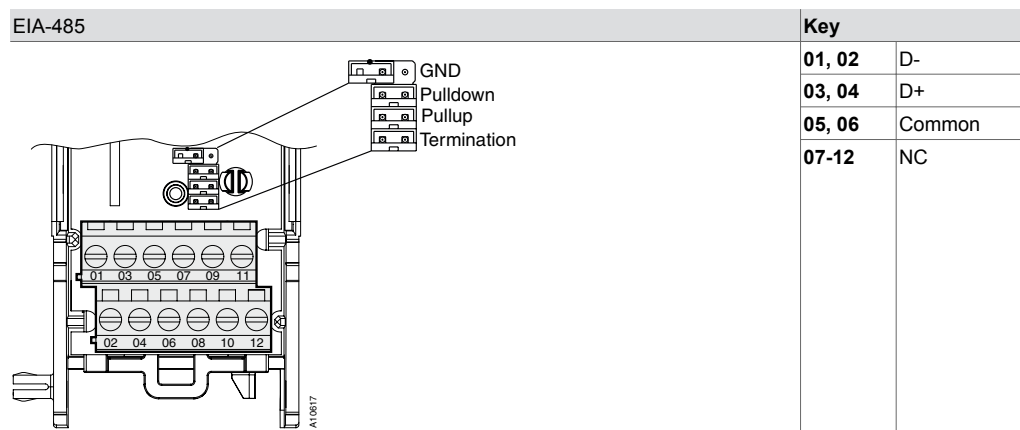 EIA-485
Key
01, 02 D-
03, 04 D+
05, 06 Common
07-12 NC
GND
Pulldown
Pullup
Termination
01 03 05 07 09 11
02 04 06 08 10 12
A10617